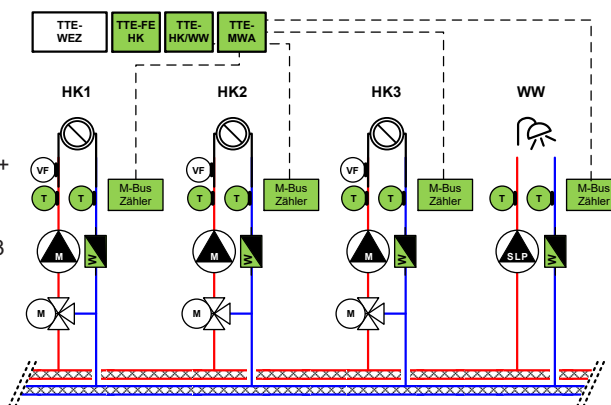 TTE-
WEZ
TTE-FE
HK
TTE-
HK/WW
TTE-
MWA
HK1
HK2
HK3
WW
+
VF
VF
VF
T
T
M-Bus
Zähler
T
T
M-Bus
Zähler
T
T
M-Bus
Zähler
T
T
M-Bus
Zähler
3
M
W
M
W
M
W
SLP
W
M
M
M